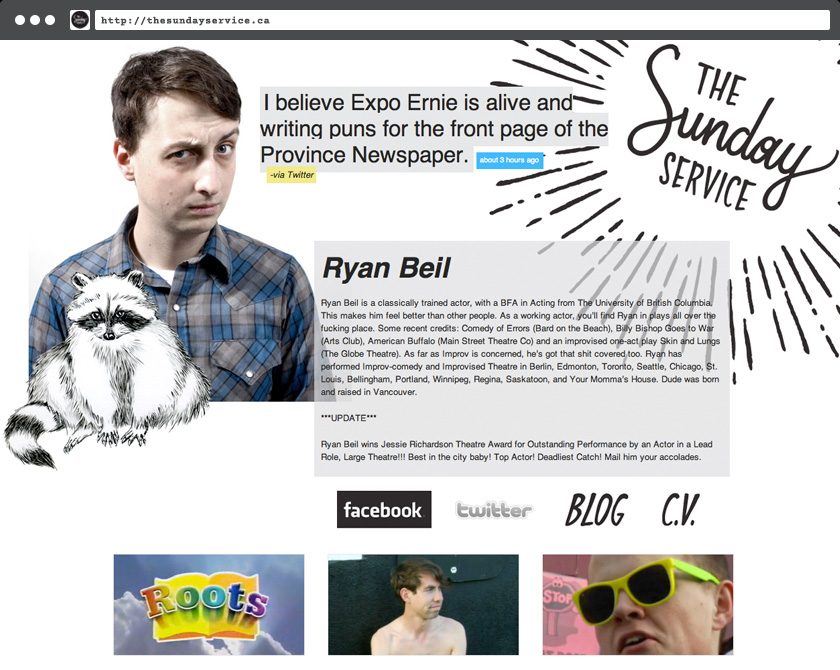 http://thesundayservice.ca
I believe Expo Ernie is alive and
writing puns for the front page of the
Province Newspaper. about 3 hours ago
-via Twitter
THE
Sunday
SERVICE
Ryan Beil
Ryan Beil is a classically trained actor, with a BFA in Acting from The University of British Columbia.
This makes him feel better than other people. As a working actor, you'll find Ryan in plays all over the
fucking place. Some recent credits: Comedy of Errors (Bard on the Beach), Billy Bishop Goes to War
(Arts Club), American Buffalo (Main Street Theatre Co) and an improvised one-act play Skin and Lungs
(The Globe Theatre). As far as Improv is concerned, he's got that shit covered too. Ryan has
performed Improv-comedy and Improvised Theatre in Berlin, Edmonton, Toronto, Seattle, Chicago, St.
Louis, Bellingham, Portland, Winnipeg, Regina, Saskatoon, and Your Momma's House. Dude was born
and raised in Vancouver.
***UPDATE***
Ryan Beil wins Jessie Richardson Theatre Award for Outstanding Performance by an Actor in a Lead
Role, Large Theatre!!! Best in the city baby! Top Actor! Deadliest Catch! Mail him your accolades.
facebook twitter BLOG C.V.
Roots
STOP